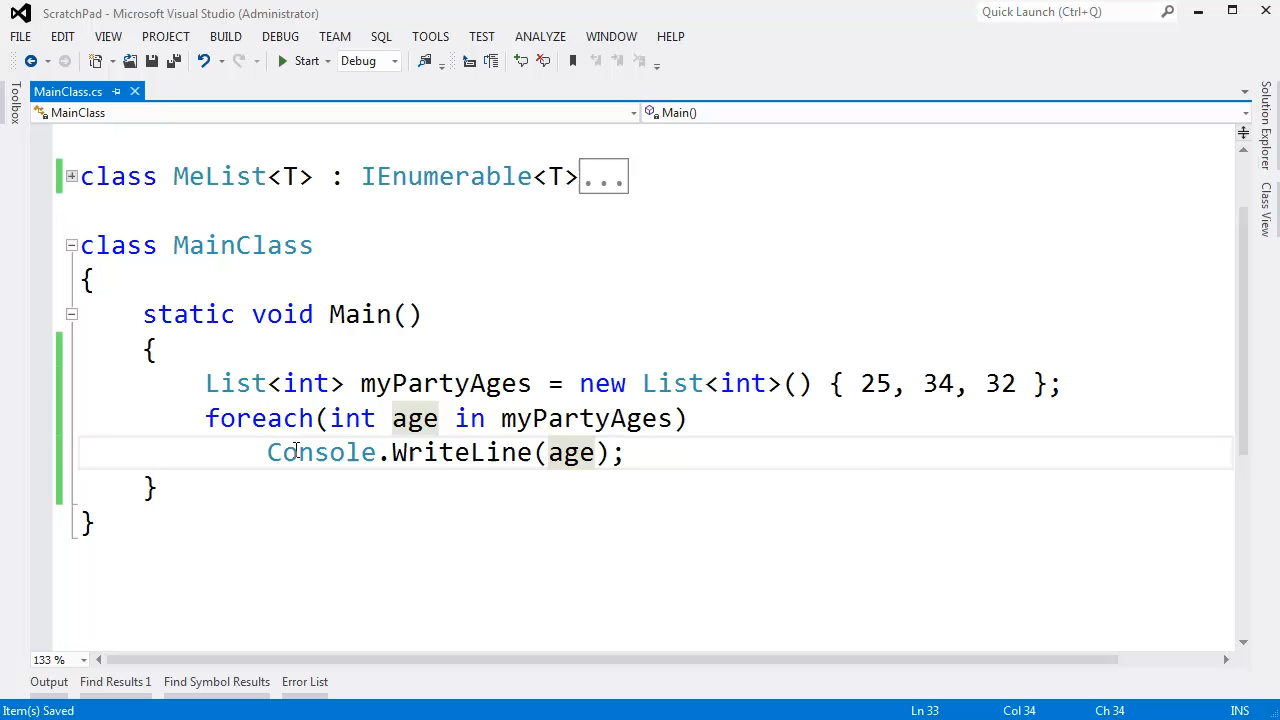 ScratchPad - Microsoft Visual Studio (Administrator) Quick Launch (Ctrl+Q)
FILE EDIT VIEW PROJECT BUILD DEBUG TEAM SQL TOOLS TEST ANALYZE WINDOW HELP
Start Debug
Toolbox
MainClass.cs
MainClass Main()
class MeList<T> : IEnumerable<T>...
class MainClass
{
static void Main()
{
List<int> myPartyAges = new List<int>() { 25, 34, 32 };
foreach(int age in myPartyAges)
Console.WriteLine(age);
}
}
Solution Explorer
Class View
133 %
Output Find Results 1 Find Symbol Results Error List
Item(s) Saved Ln 33 Col 34 Ch 34 INS